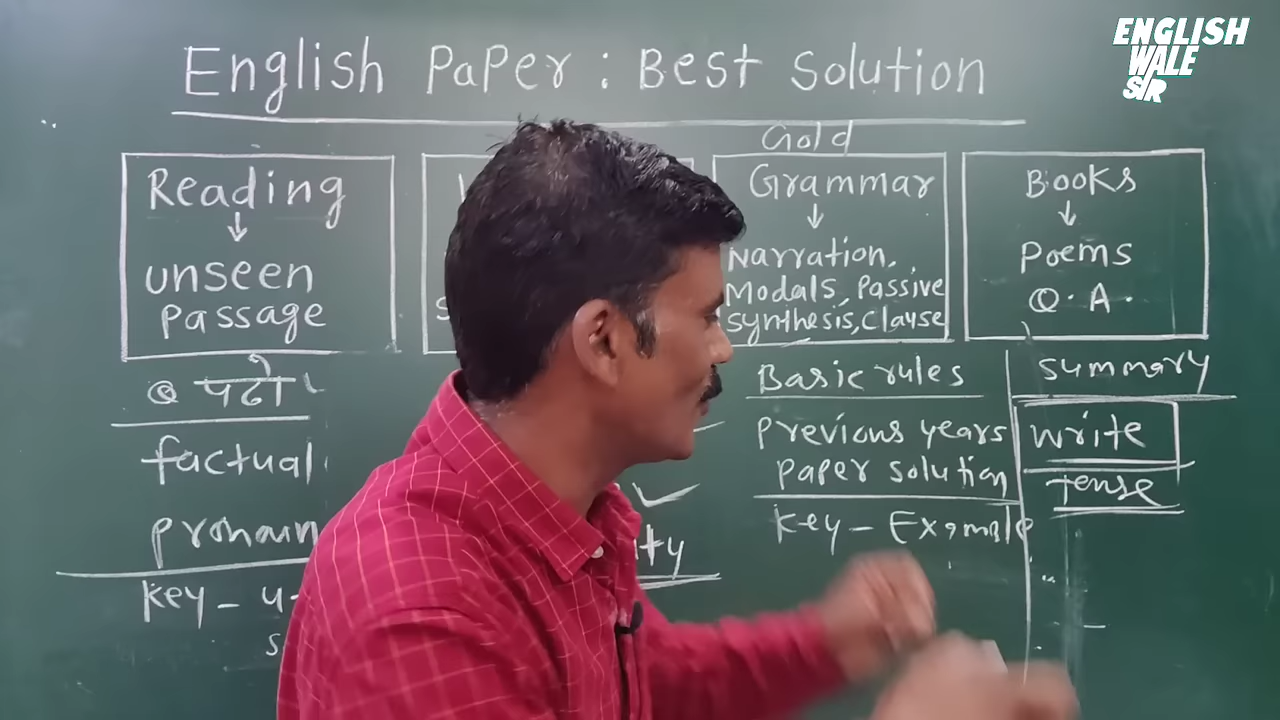 English Paper : Best Solution
ENGLISH
WALE
SIR
Reading
unseen
passage
पढो
factual
pronoun
Key -
Gold
Grammar
Narration,
Modals, Passive
synthesis, Clause
Basic rules
previous years
paper solution
Key - Example
Books
Poems
Q. A.
summary
write
Tense